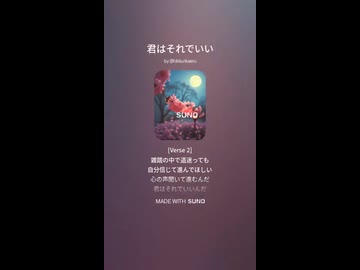 君はそれでいい
SUNO
[Verse 2]
雑踏の中で道迷っても
自分信じて進んでほしい
心の声聞いて進むんだ
君はそれでいいんだ
MADE WITH SUNO